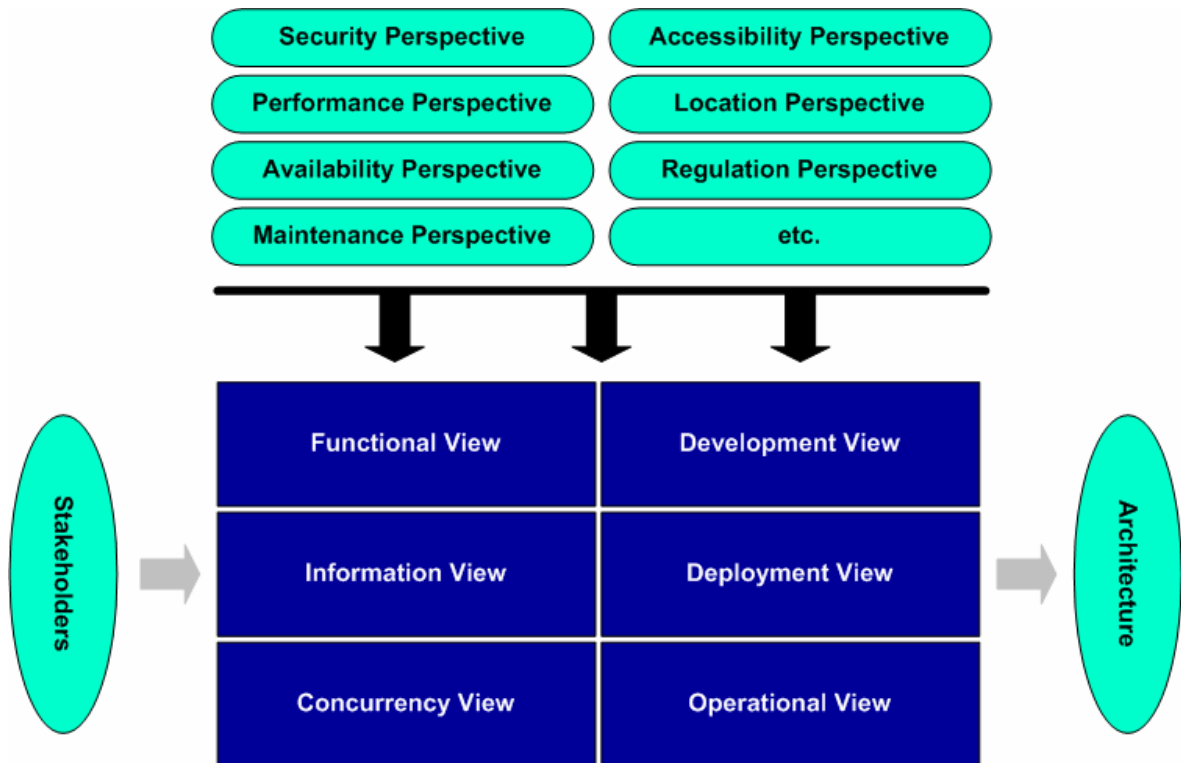 Security Perspective
Accessibility Perspective
Performance Perspective
Location Perspective
Availability Perspective
Regulation Perspective
Maintenance Perspective
etc.
Stakeholders
Functional View
Development View
Information View
Deployment View
Concurrency View
Operational View
Architecture